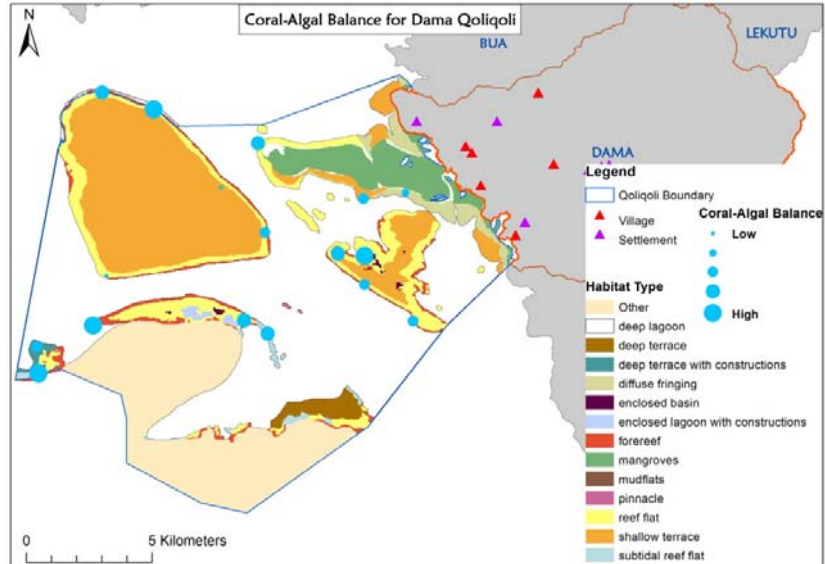 Coral-Algal Balance for Dama Qoliqoli
N
BUA
LEKUTU
DAMA
Legend
Qoliqoli Boundary
Village
Settlement
Coral-Algal Balance
Low
High
Habitat Type
Other
deep lagoon
deep terrace
deep terrace with constructions
diffuse fringing
enclosed basin
enclosed lagoon with constructions
forereef
mangroves
mudflats
pinnacle
reef flat
shallow terrace
subtidal reef flat
0 5 Kilometers